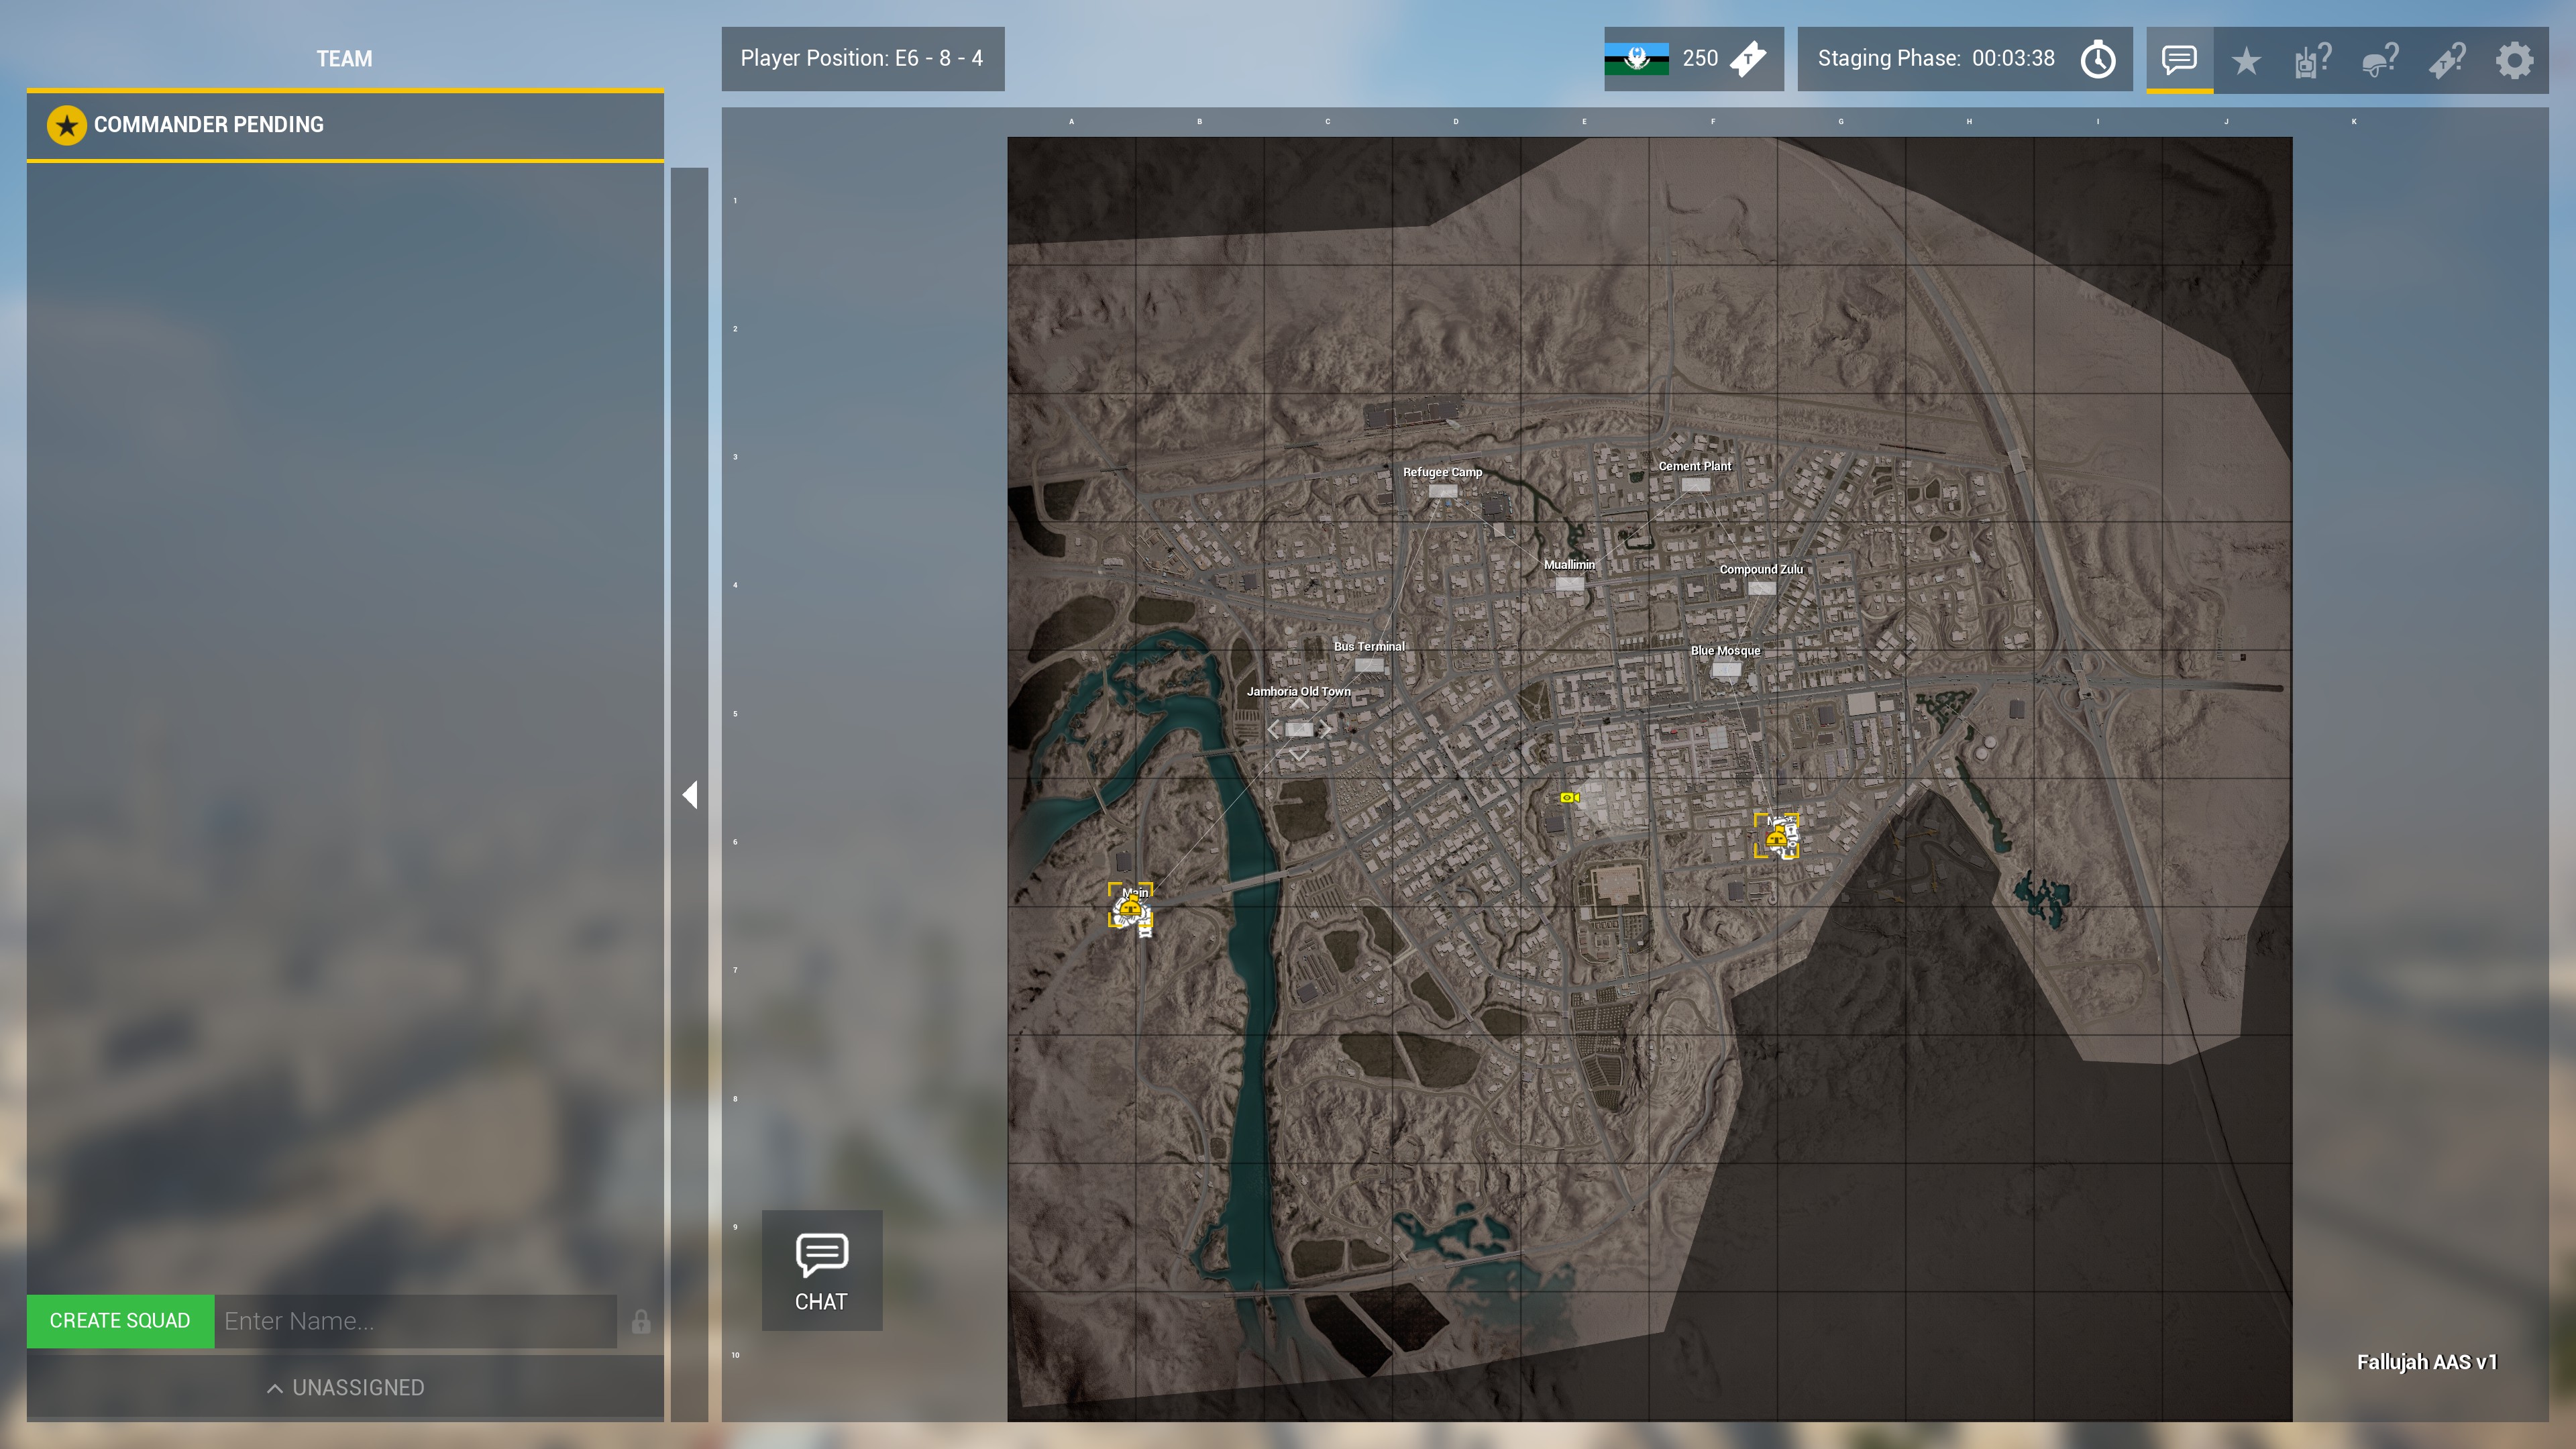 TEAM
Player Position: E6 - 8 - 4
250
T
Staging Phase: 00:03:38
? ? T?
COMMANDER PENDING
A B C D E F G H I J K
1
2
3
Refugee Camp
Cement Plant
4
Muallimin
Compound Zulu
Bus Terminal
Blue Mosque
Jamhoria Old Town
5
6
Main
7
8
9
CHAT
CREATE SQUAD Enter Name...
10
Fallujah AAS v1
UNASSIGNED